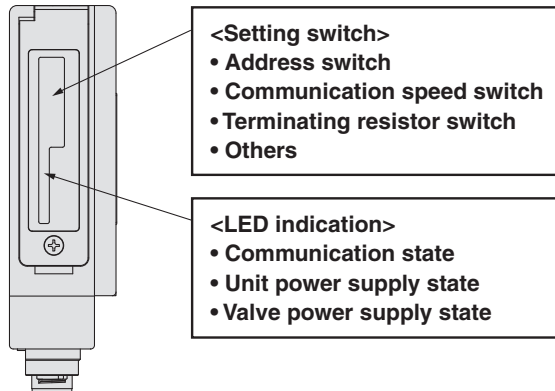 <Setting switch>
• Address switch
• Communication speed switch
• Terminating resistor switch
• Others
<LED indication>
• Communication state
• Unit power supply state
• Valve power supply state